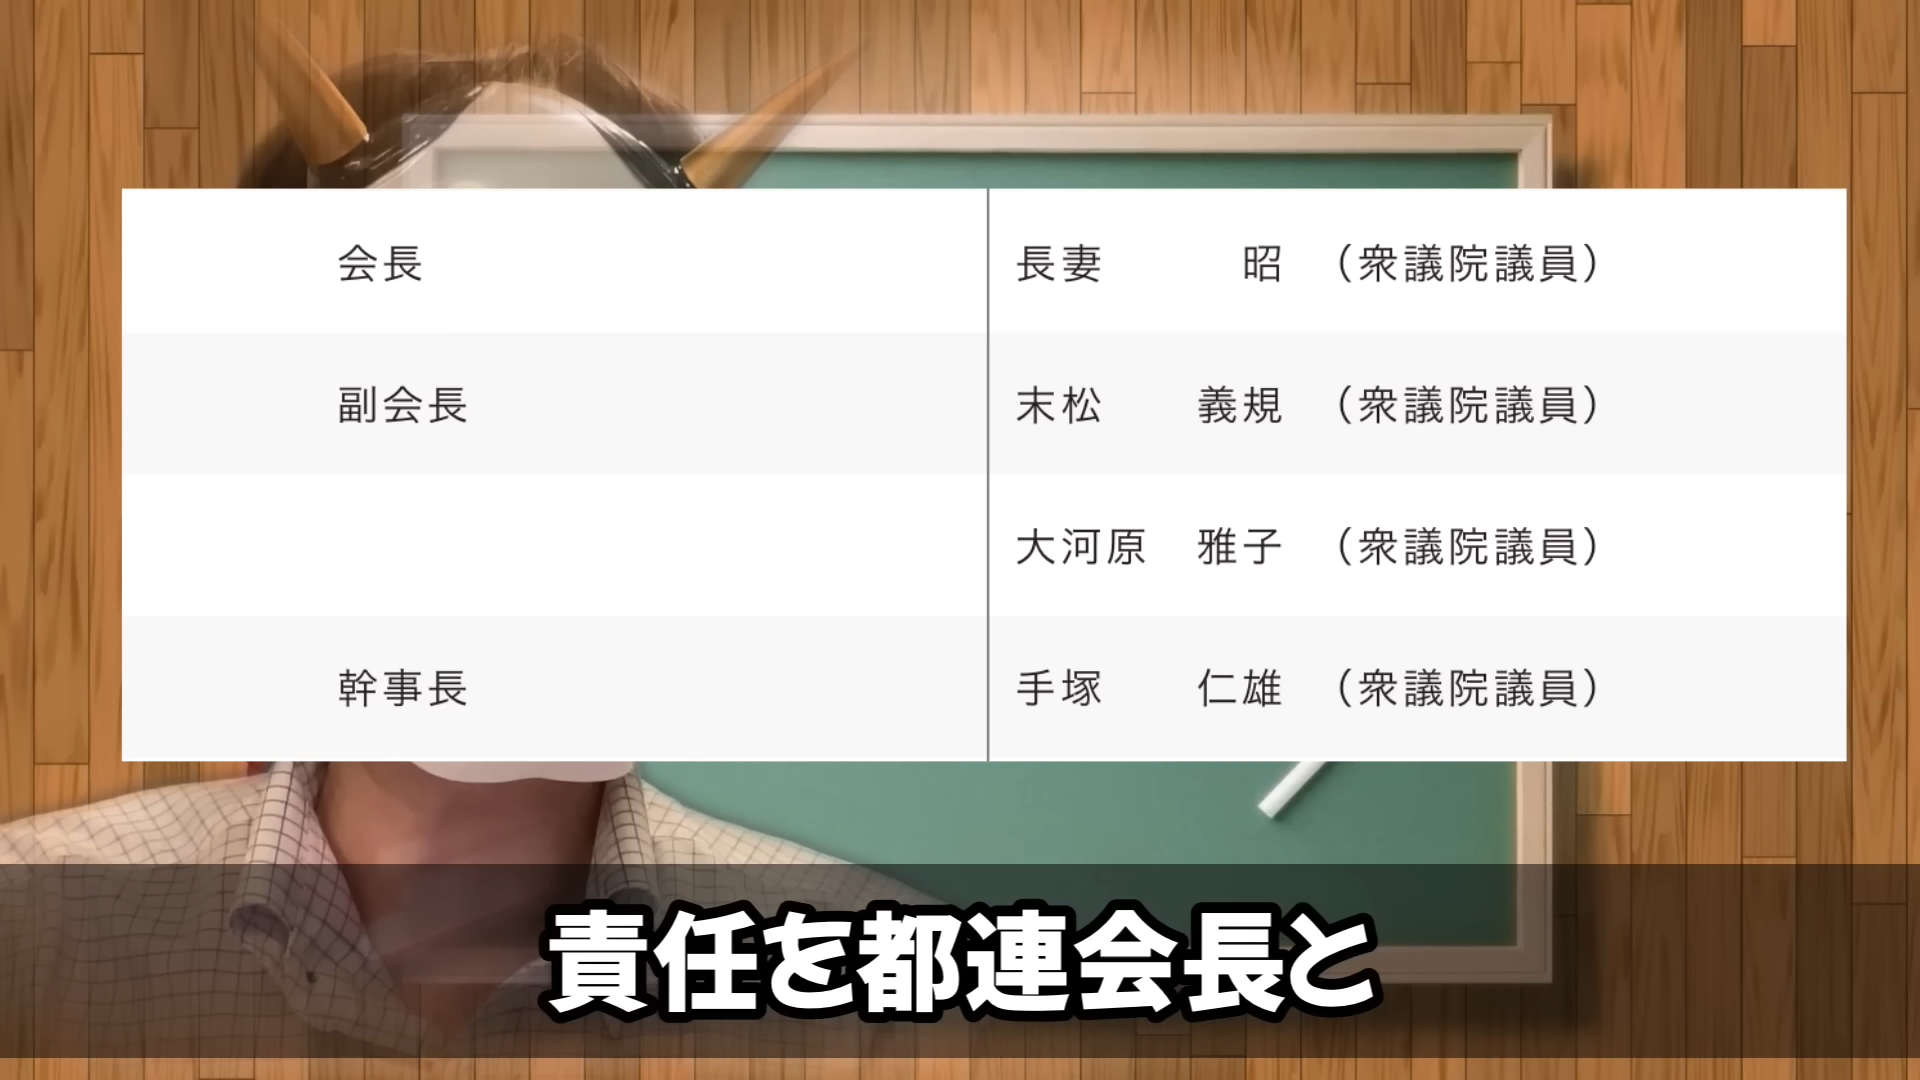 会長 長妻 昭 （衆議院議員）
副会長 末松 義規 （衆議院議員）
大河原 雅子 （衆議院議員）
幹事長 手塚 仁雄 （衆議院議員）
責任を都連会長と